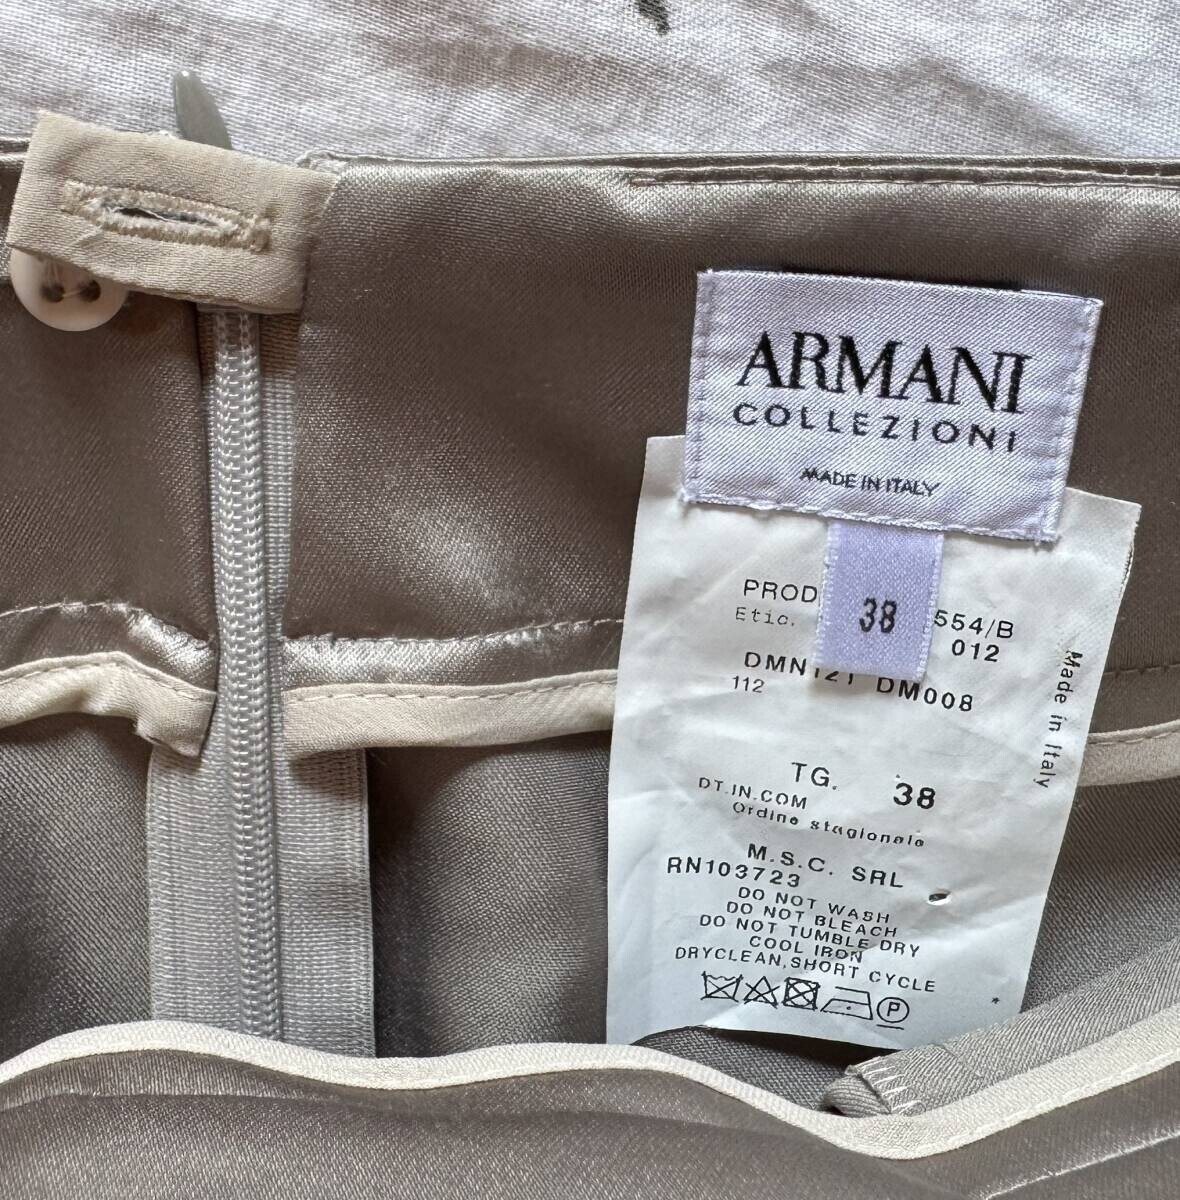 ARMANI
COLLEZIONI
MADE IN ITALY
38
PROD 554/B
Etic. 012
DMN121 DM008
112
Made in Italy
TG. 38
DT.IN.COM
Ordine stagionale
M.S.C. SRL
RN103723
DO NOT WASH
DO NOT BLEACH
DO NOT TUMBLE DRY
COOL IRON
DRYCLEAN,SHORT CYCLE
P
*